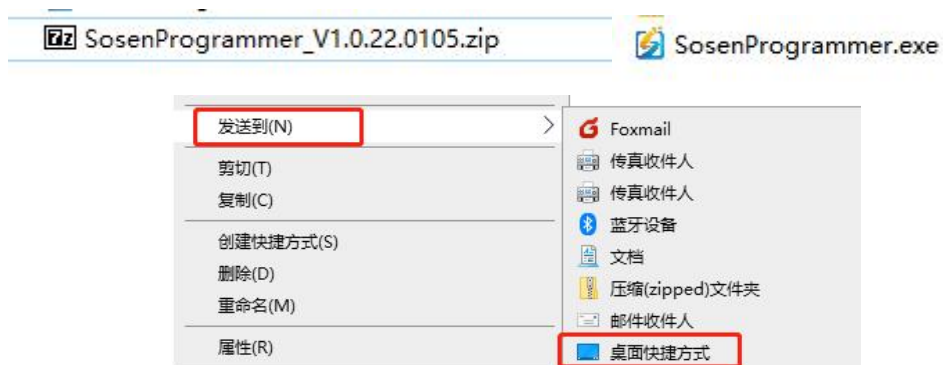 SosenProgrammer_V1.0.22.0105.zip
SosenProgrammer.exe
发送到(N)
剪切(T)
复制(C)
创建快捷方式(S)
删除(D)
重命名(M)
属性(R)
Foxmail
传真收件人
传真收件人
蓝牙设备
文档
压缩(zipped)文件夹
邮件收件人
桌面快捷方式